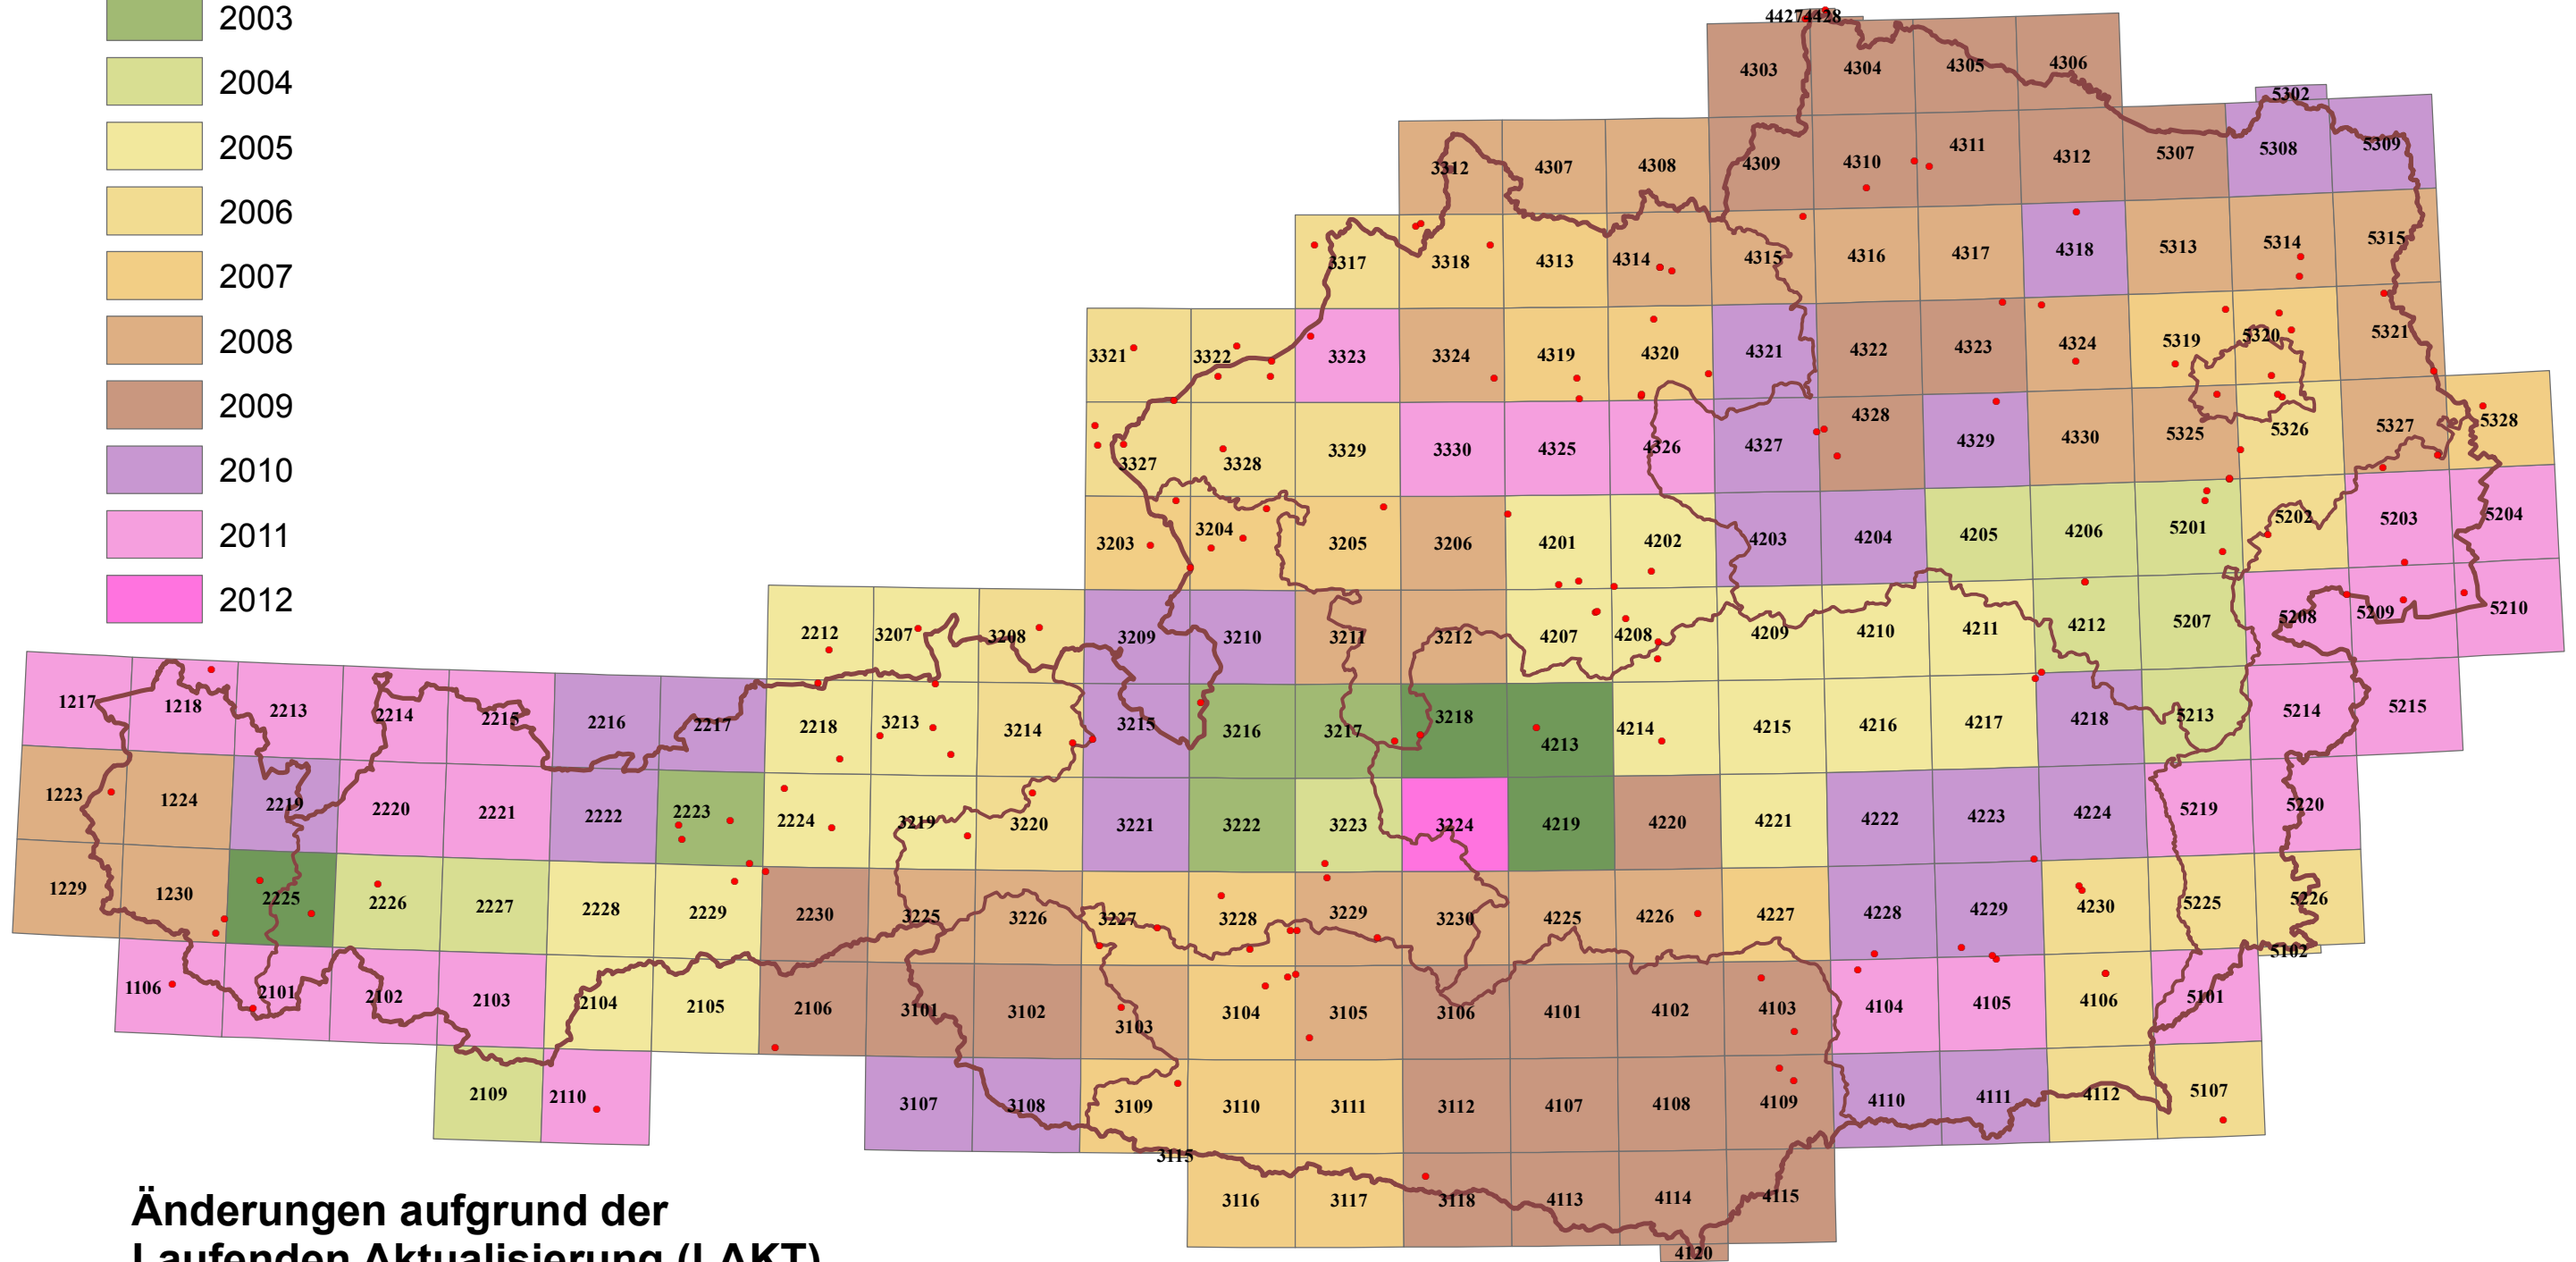 2003
2004
2005
2006
2007
2008
2009
2010
2011
2012
44274428
4303 4304 4305 4306
5302
3312 4307 4308 4309 4310 4311 4312 5307 5308 5309
3317 3318 4313 4314 4315 4316 4317 4318 5313 5314 5315
3321 3322 3323 3324 4319 4320 4321 4322 4323 4324 5319 5320 5321
3327 3328 3329 3330 4325 4326 4327 4328 4329 4330 5325 5326 5327 5328
3203 3204 3205 3206 4201 4202 4203 4204 4205 4206 5201 5202 5203 5204
2212 3207 3208 3209 3210 3211 3212 4207 4208 4209 4210 4211 4212 5207 5208 5209 5210
1217 1218 2213 2214 2215 2216 2217 2218 3213 3214 3215 3216 3217 3218 4213 4214 4215 4216 4217 4218 5213 5214 5215
1223 1224 2219 2220 2221 2222 2223 2224 3219 3220 3221 3222 3223 3224 4219 4220 4221 4222 4223 4224 5219 5220
1229 1230 2225 2226 2227 2228 2229 2230 3225 3226 3227 3228 3229 3230 4225 4226 4227 4228 4229 4230 5225 5226
5102
1106 2101 2102 2103 2104 2105 2106 3101 3102 3103 3104 3105 3106 4101 4102 4103 4104 4105 4106 5101
2109 2110 3107 3108 3109 3110 3111 3112 4107 4108 4109 4110 4111 4112 5107
3115
3116 3117 3118 4113 4114 4115
4120
Änderungen aufgrund der
Laufenden Aktualisierung (LAKT)